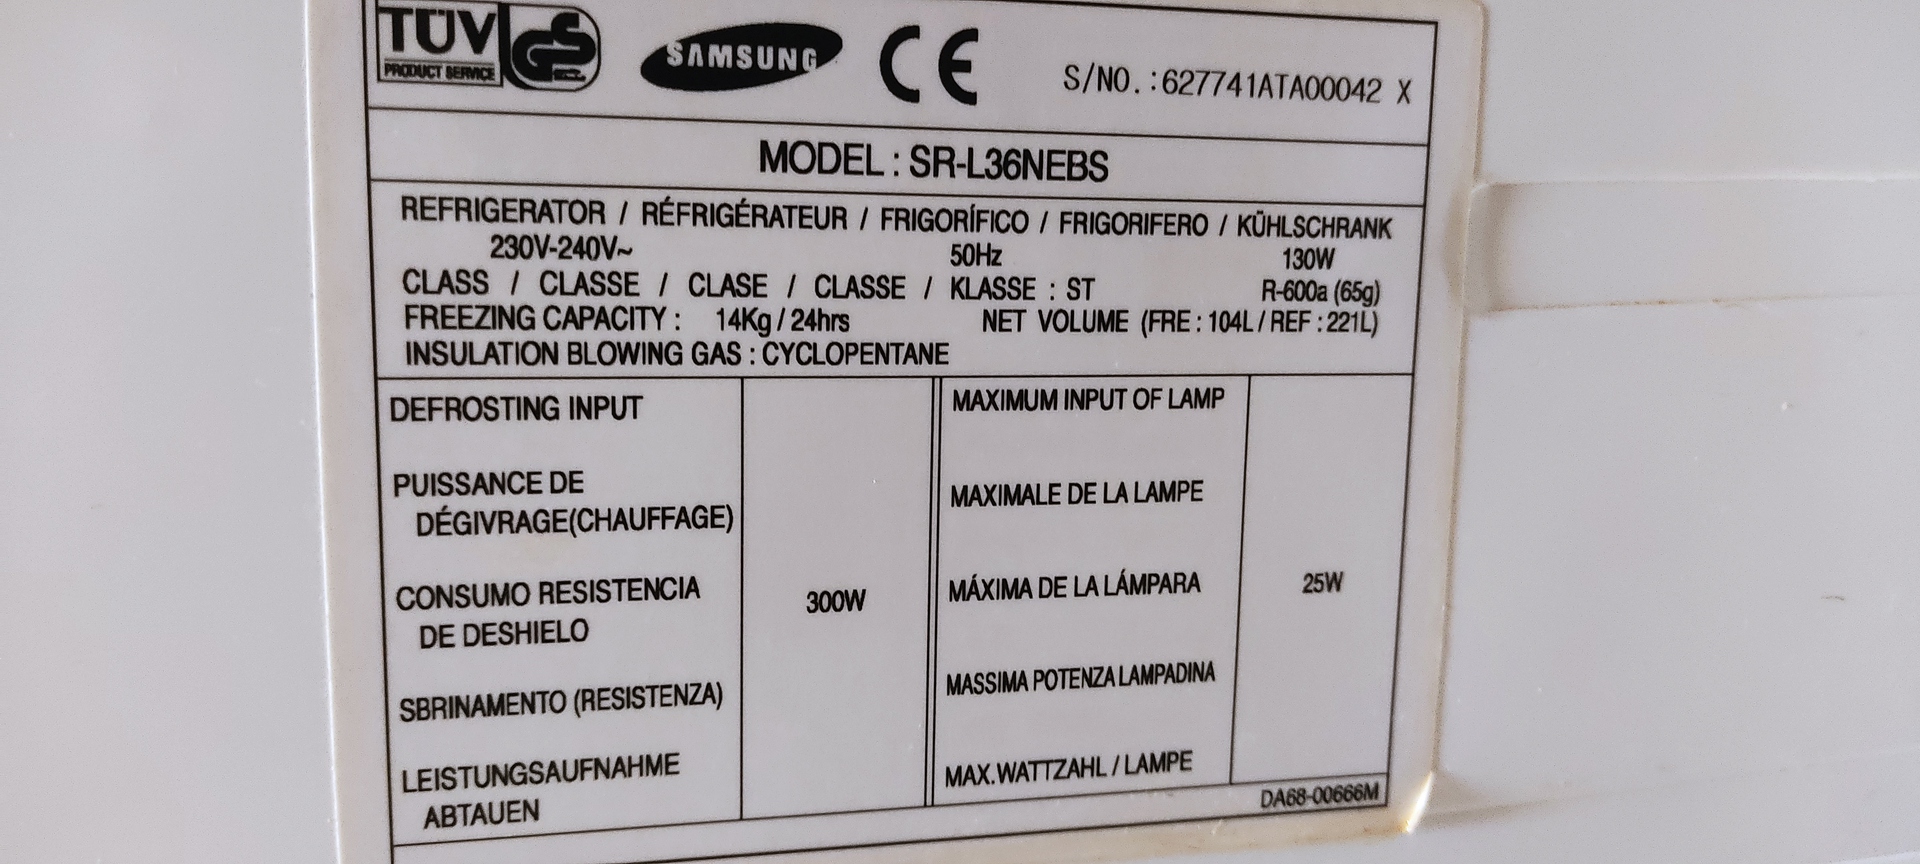 TÜV
PRODUCT SERVICE
GS
SAMSUNG
CE
S/NO.:627741ATA00042 X
MODEL : SR-L36NEBS
REFRIGERATOR / RÉFRIGÉRATEUR / FRIGORÍFICO / FRIGORIFERO / KÜHLSCHRANK
230V-240V~ 50Hz 130W
CLASS / CLASSE / CLASE / CLASSE / KLASSE : ST R-600a (65g)
FREEZING CAPACITY : 14Kg / 24hrs NET VOLUME (FRE : 104L / REF : 221L)
INSULATION BLOWING GAS : CYCLOPENTANE
DEFROSTING INPUT
PUISSANCE DE
DÉGIVRAGE(CHAUFFAGE)
CONSUMO RESISTENCIA
DE DESHIELO
SBRINAMENTO (RESISTENZA)
LEISTUNGSAUFNAHME
ABTAUEN
300W
MAXIMUM INPUT OF LAMP
MAXIMALE DE LA LAMPE
MÁXIMA DE LA LÁMPARA
MASSIMA POTENZA LAMPADINA
MAX.WATTZAHL / LAMPE
25W
DA68-00666M